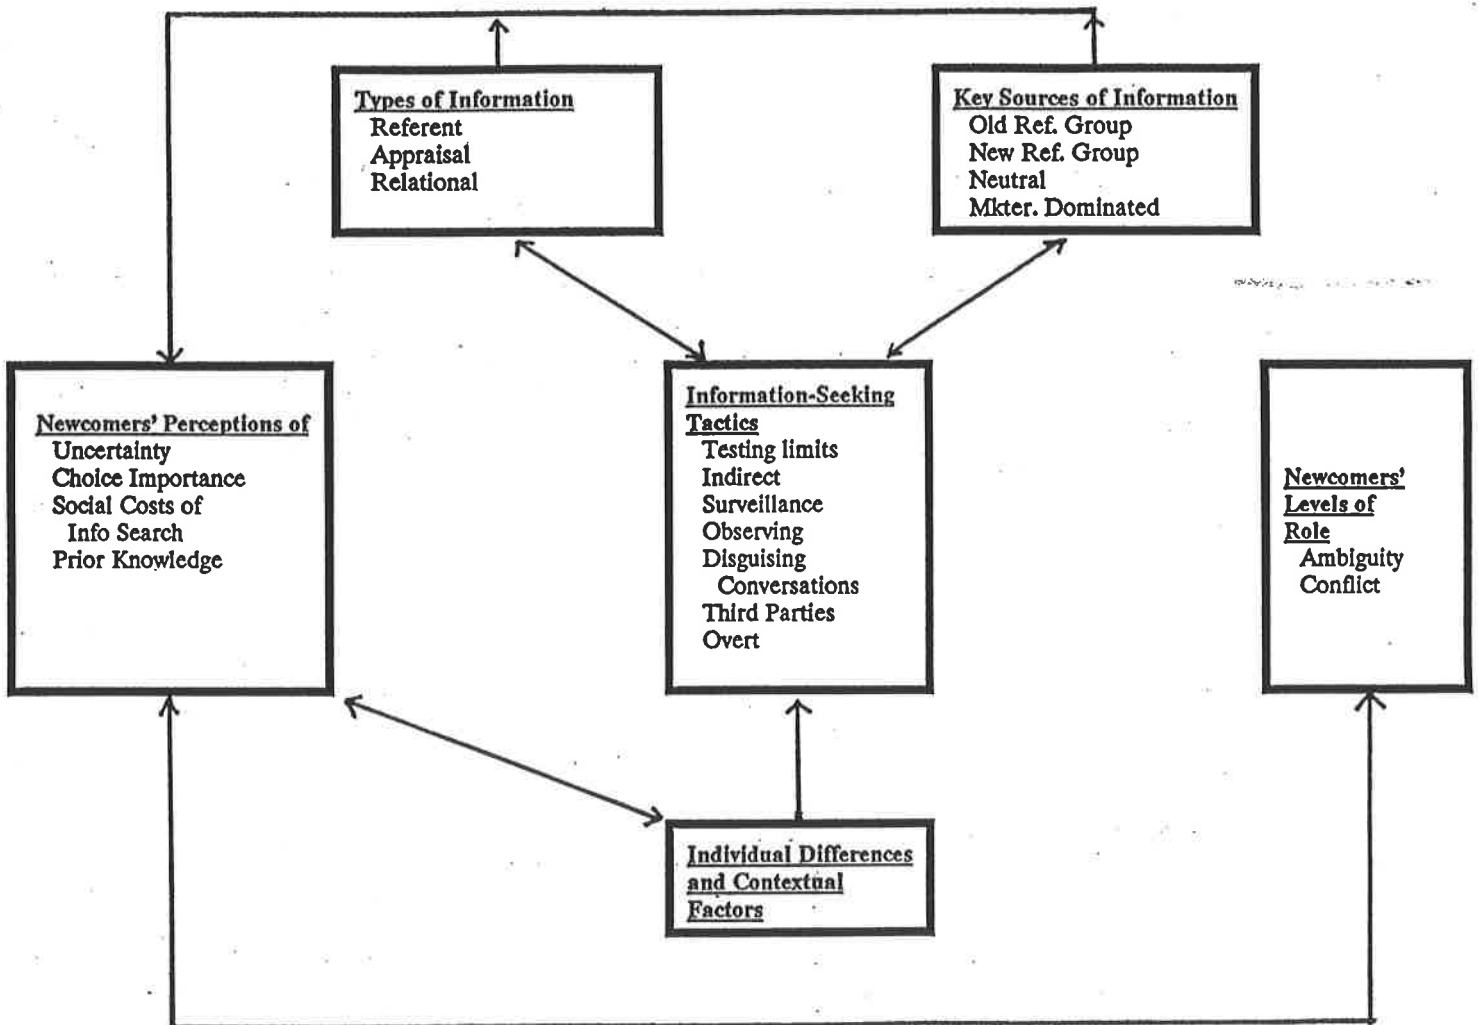 Types of Information
Referent
Appraisal
Relational
Key Sources of Information
Old Ref. Group
New Ref. Group
Neutral
Mkter. Dominated
Newcomers' Perceptions of
Uncertainty
Choice Importance
Social Costs of
Info Search
Prior Knowledge
Information-Seeking
Tactics
Testing limits
Indirect
Surveillance
Observing
Disguising
Conversations
Third Parties
Overt
Newcomers'
Levels of
Role
Ambiguity
Conflict
Individual Differences
and Contextual
Factors